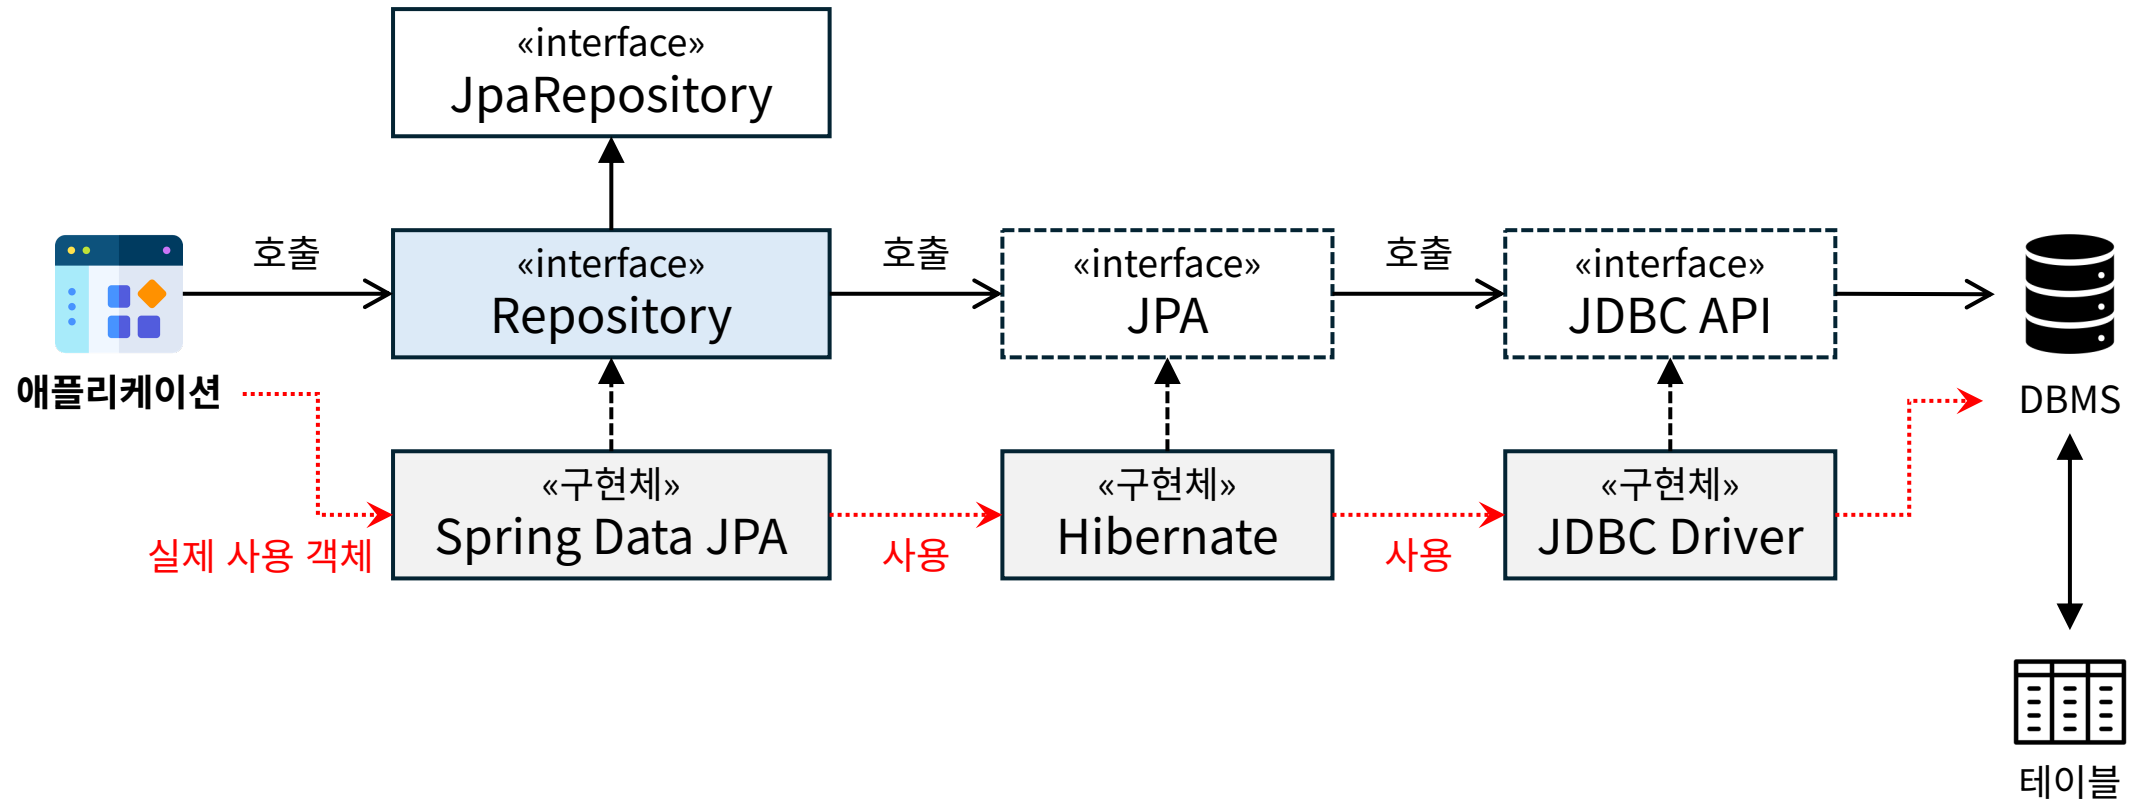 «interface»
JpaRepository
호출
«interface»
Repository
호출
«interface»
JPA
호출
«interface»
JDBC API
애플리케이션
DBMS
실제 사용 객체
«구현체»
Spring Data JPA
사용
«구현체»
Hibernate
사용
«구현체»
JDBC Driver
테이블